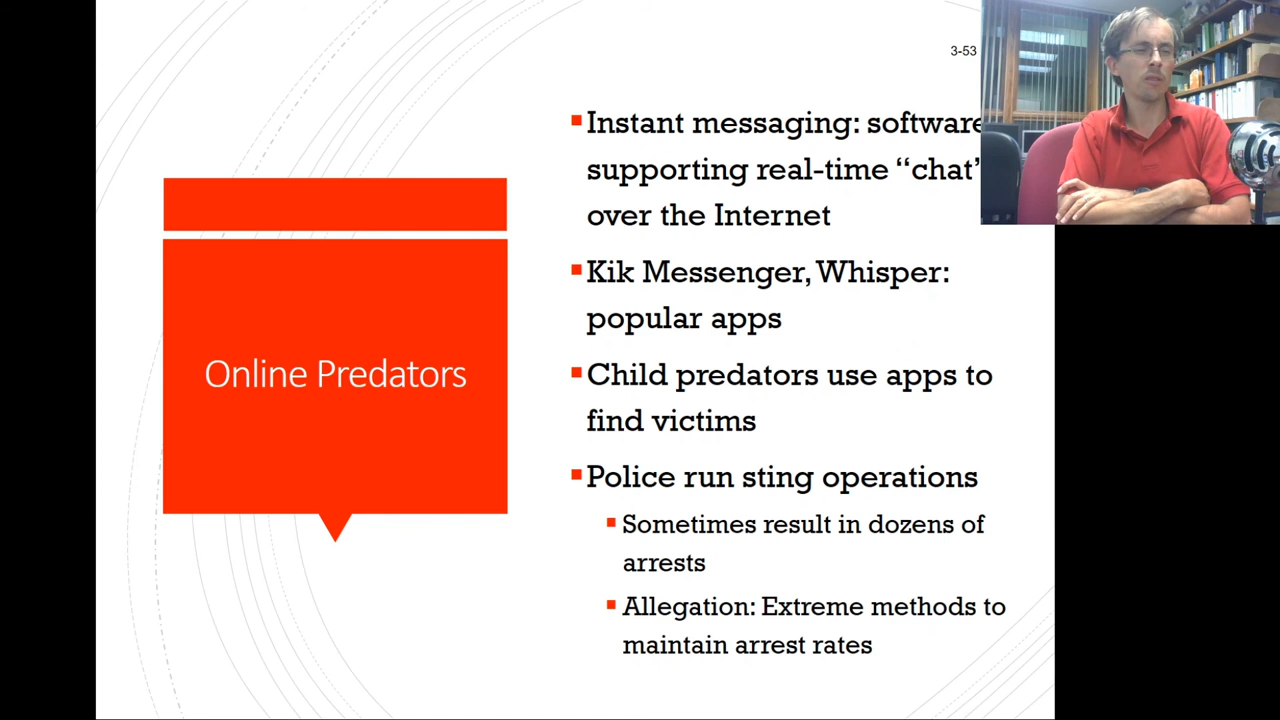 3-53
Instant messaging: software
supporting real-time “chat”
over the Internet
Kik Messenger, Whisper:
popular apps
Child predators use apps to
find victims
Police run sting operations
Sometimes result in dozens of
arrests
Allegation: Extreme methods to
maintain arrest rates
Online Predators